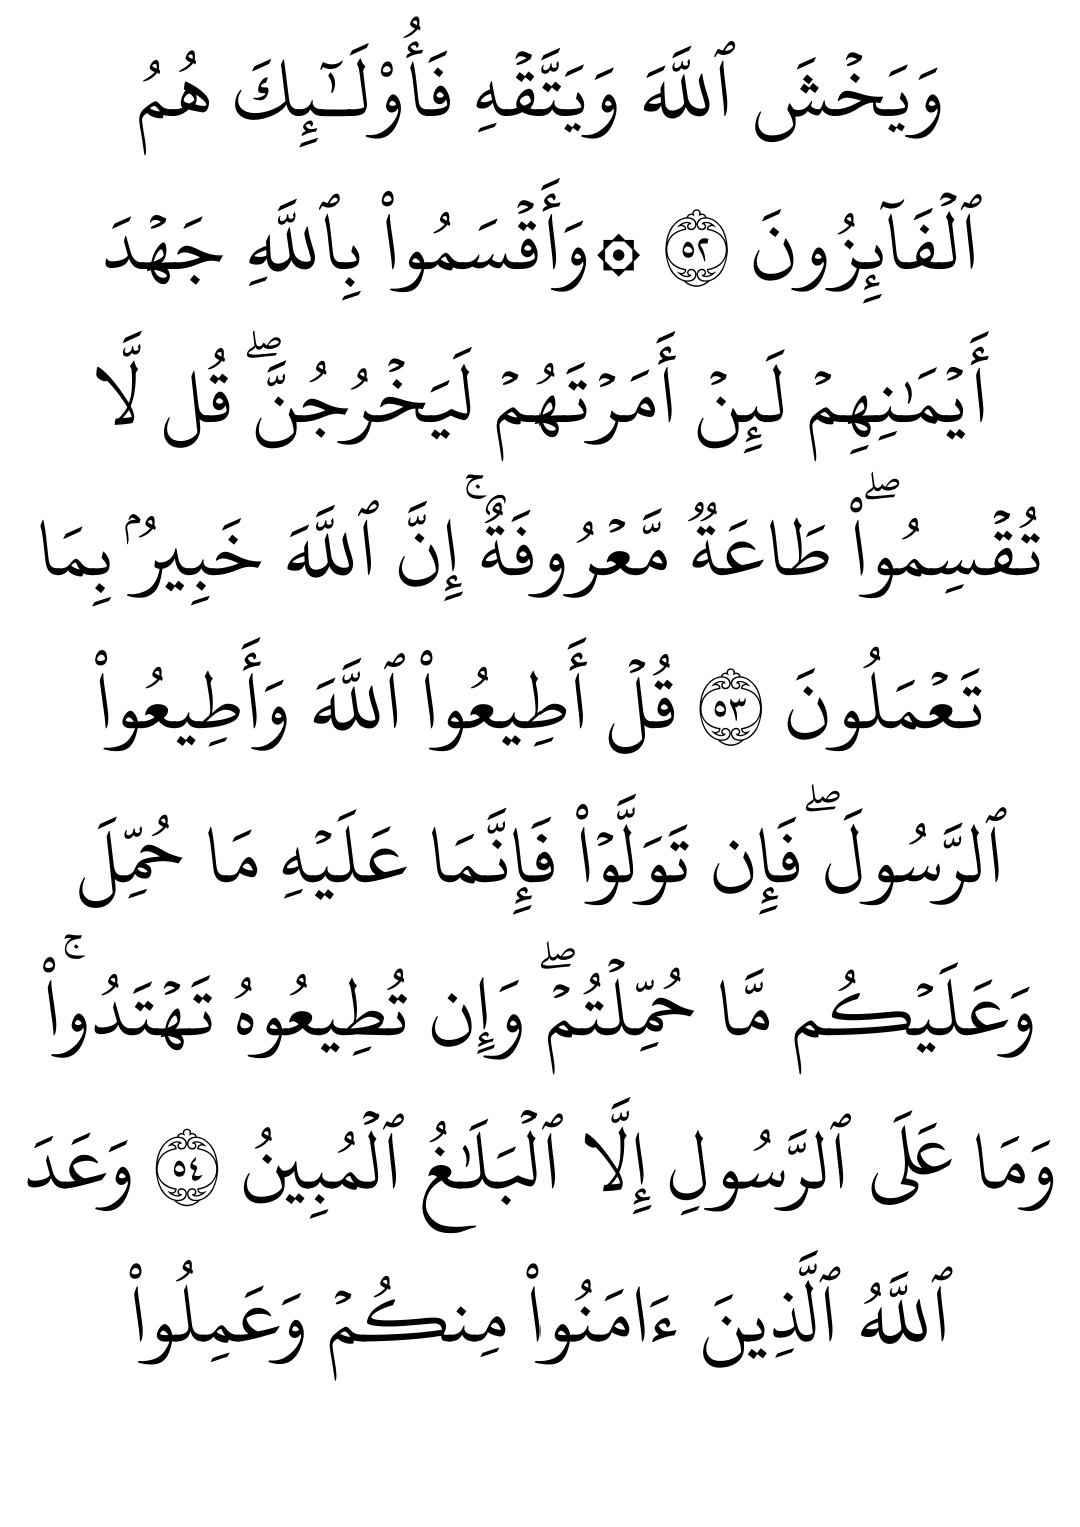 وَيَخۡشَ ٱللَّهَ وَيَتَّقۡهِ فَأُوْلَـٰٓئِكَ هُمُ
ٱلۡفَآئِزُونَ ٥٢ ۞وَأَقۡسَمُواْ بِٱللَّهِ جَهۡدَ
أَيۡمَـٰنِهِمۡ لَئِنۡ أَمَرۡتَهُمۡ لَيَخۡرُجُنَّۖ قُل لَّا
تُقۡسِمُواْۖ طَاعَةٞ مَّعۡرُوفَةٌۚ إِنَّ ٱللَّهَ خَبِيرُۢ بِمَا
تَعۡمَلُونَ ٥٣ قُلۡ أَطِيعُواْ ٱللَّهَ وَأَطِيعُواْ
ٱلرَّسُولَۖ فَإِن تَوَلَّوۡاْ فَإِنَّمَا عَلَيۡهِ مَا حُمِّلَ
وَعَلَيۡكُم مَّا حُمِّلۡتُمۡۖ وَإِن تُطِيعُوهُ تَهۡتَدُواْۚ
وَمَا عَلَى ٱلرَّسُولِ إِلَّا ٱلۡبَلَـٰغُ ٱلۡمُبِينُ ٥٤ وَعَدَ
ٱللَّهُ ٱلَّذِينَ ءَامَنُواْ مِنكُمۡ وَعَمِلُواْ